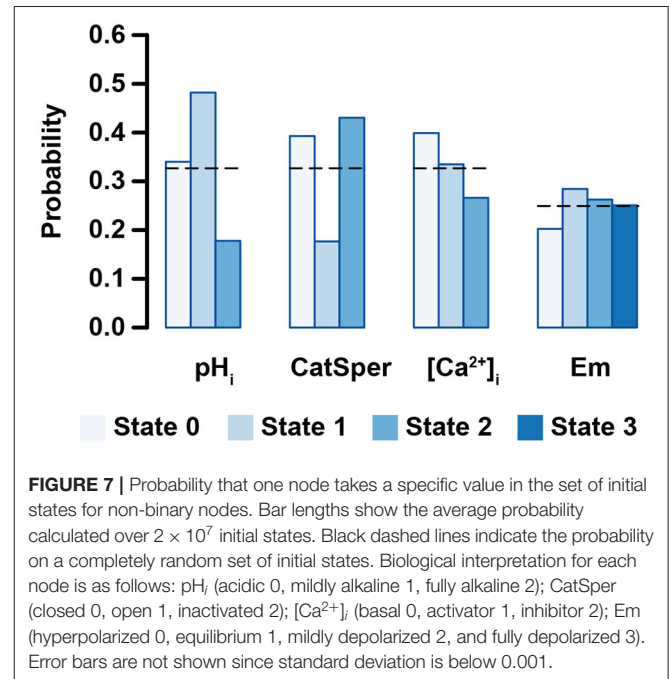 0.6
0.5
0.4
0.3
0.2
0.1
0.0
Probability
pHᵢ CatSper [Ca²⁺]ᵢ Em
State 0 State 1 State 2 State 3
FIGURE 7 | Probability that one node takes a specific value in the set of initial
states for non-binary nodes. Bar lengths show the average probability
calculated over 2 × 10⁷ initial states. Black dashed lines indicate the probability
on a completely random set of initial states. Biological interpretation for each
node is as follows: pHᵢ (acidic 0, mildly alkaline 1, fully alkaline 2); CatSper
(closed 0, open 1, inactivated 2); [Ca²⁺]ᵢ (basal 0, activator 1, inhibitor 2); Em
(hyperpolarized 0, equilibrium 1, mildly depolarized 2, and fully depolarized 3).
Error bars are not shown since standard deviation is below 0.001.